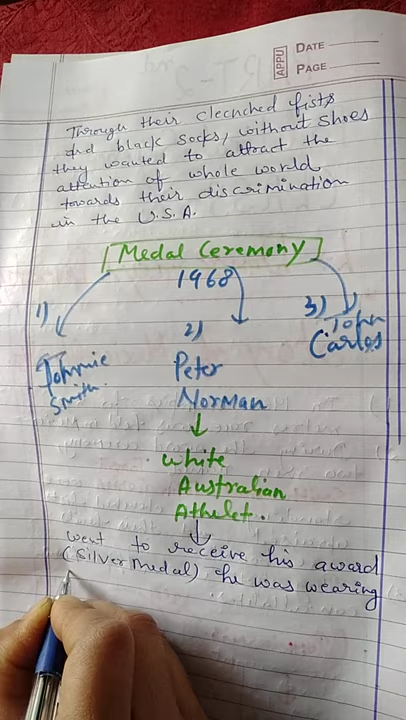 APPU
DATE
PAGE
Through their clecnched fists
And black socks, without shoes
they wanted to attract the
attention of whole world
towards their discrimination
in the U.S.A.
Medal Ceremony
1968
1)
2)
3)
Tommie
Smith.
Peter
Norman
John
Carlos
White
Australian
Athelet.
went to receive his award
(Silver Medal) he was wearing